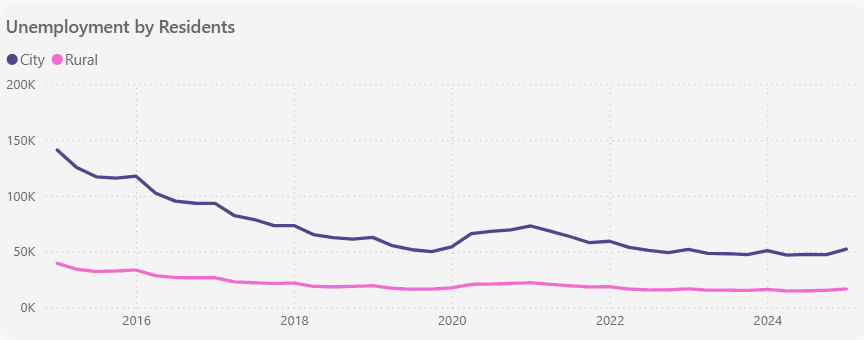 Unemployment by Residents
City Rural
200K
150K
100K
50K
0K
2016 2018 2020 2022 2024